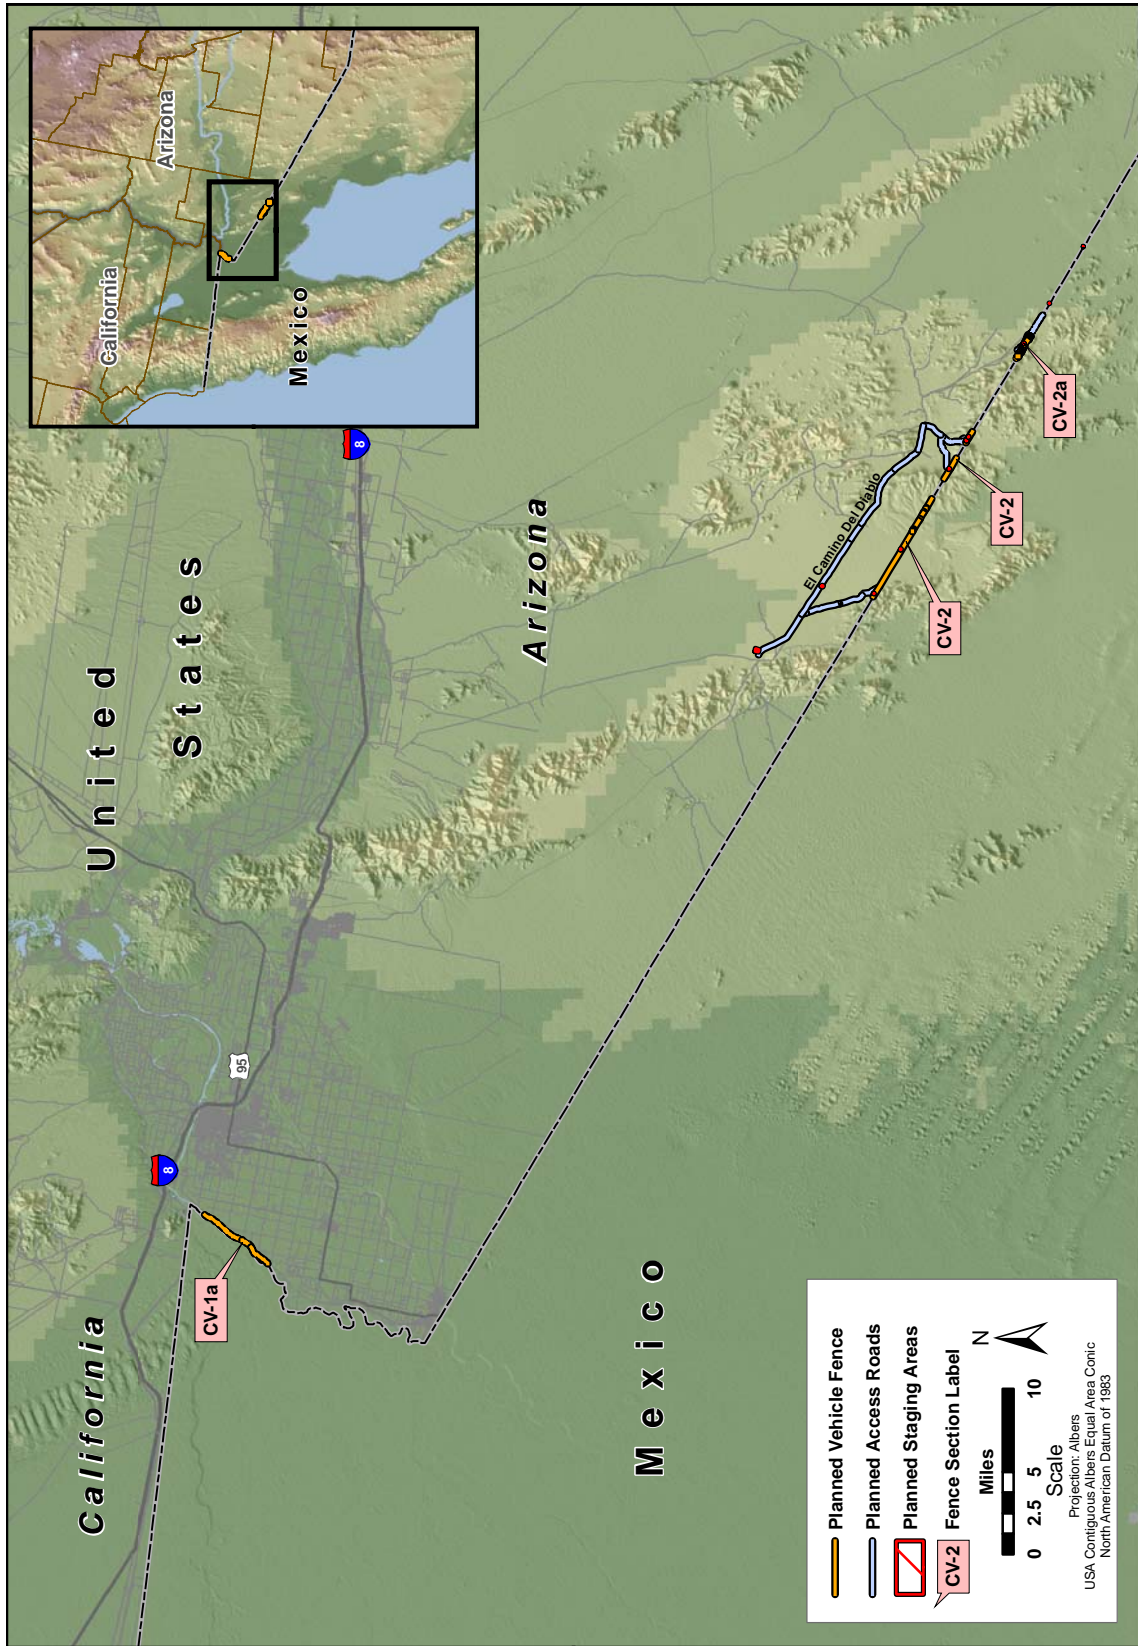 California
United
States
Arizona
Mexico
8
95
8
CV-1a
CV-2
CV-2
CV-2a
El Camino Del Diablo
California
Arizona
Mexico
Planned Vehicle Fence
Planned Access Roads
Planned Staging Areas
CV-2 Fence Section Label
Miles
0 2.5 5 10
Scale
N
Projection: Albers
USA Contiguous Albers Equal Area Conic
North American Datum of 1983